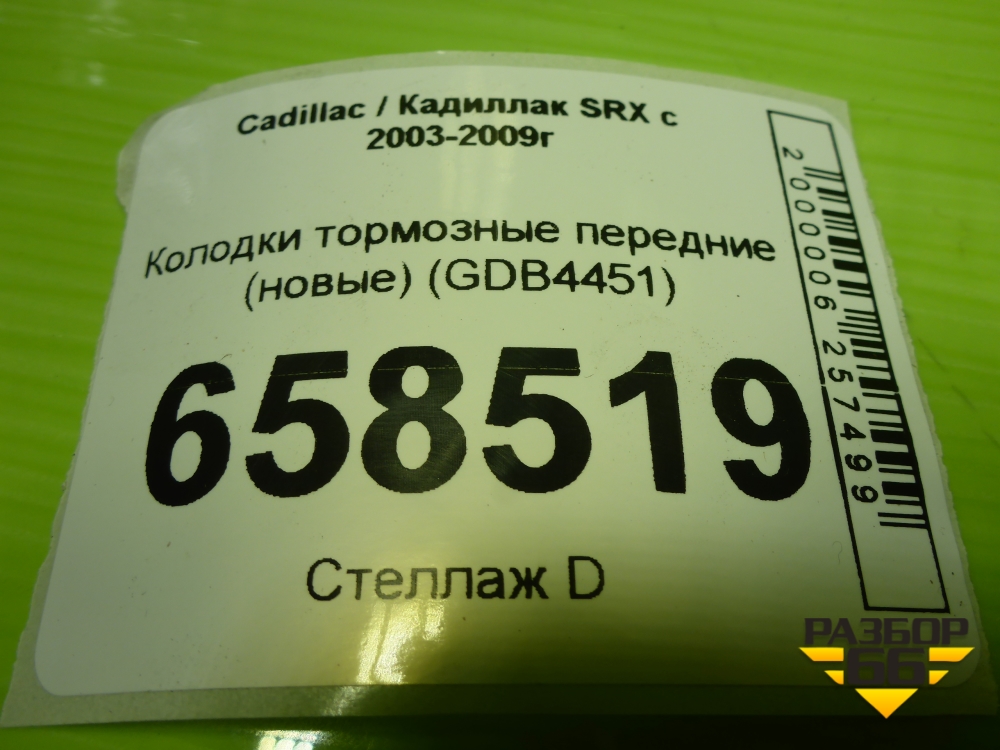 Cadillac / Кадиллак SRX с
2003-2009г
Колодки тормозные передние
(новые) (GDB4451)
658519
Стеллаж D
2000006257499
РАЗБОР
66